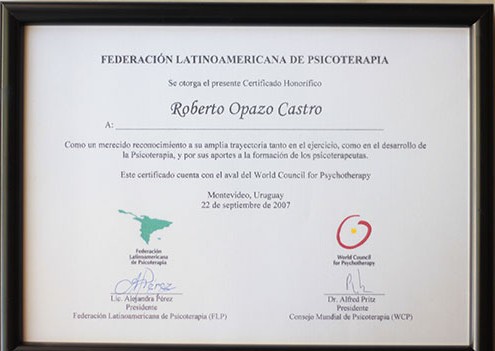 FEDERACIÓN LATINOAMERICANA DE PSICOTERAPIA
Se otorga el presente Certificado Honorífico
Roberto Opazo Castro
A:
Como un merecido reconocimiento a su amplia trayectoria tanto en el ejercicio, como en el desarrollo de
la Psicoterapia, y por sus aportes a la formación de los psicoterapeutas.
Este certificado cuenta con el aval del World Council for Psychotherapy
Montevideo, Uruguay
22 de septiembre de 2007
Federación
Latinoamericana
de Psicoterapia
World Council
for Psychotherapy
APérez
Lic. Alejandra Pérez
Presidente
Federación Latinoamericana de Psicoterapia (FLP)
Dr. Alfred Pritz
Presidente
Consejo Mundial de Psicoterapia (WCP)